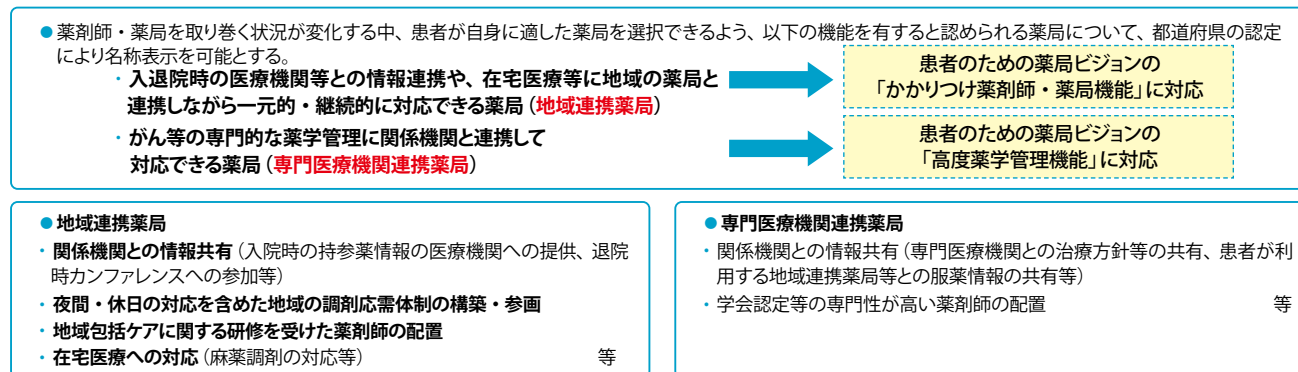 ●薬剤師・薬局を取り巻く状況が変化する中、患者が自身に適した薬局を選択できるよう、以下の機能を有すると認められる薬局について、都道府県の認定
により名称表示を可能とする。
・入退院時の医療機関等との情報連携や、在宅医療等に地域の薬局と
連携しながら一元的・継続的に対応できる薬局（地域連携薬局）
患者のための薬局ビジョンの
「かかりつけ薬剤師・薬局機能」に対応
・がん等の専門的な薬学管理に関係機関と連携して
対応できる薬局（専門医療機関連携薬局）
患者のための薬局ビジョンの
「高度薬学管理機能」に対応
●地域連携薬局
・関係機関との情報共有（入院時の持参薬情報の医療機関への提供、退院
時カンファレンスへの参加等）
・夜間・休日の対応を含めた地域の調剤応需体制の構築・参画
・地域包括ケアに関する研修を受けた薬剤師の配置
・在宅医療への対応（麻薬調剤の対応等） 等
●専門医療機関連携薬局
・関係機関との情報共有（専門医療機関との治療方針等の共有、患者が利
用する地域連携薬局等との服薬情報の共有等）
・学会認定等の専門性が高い薬剤師の配置 等